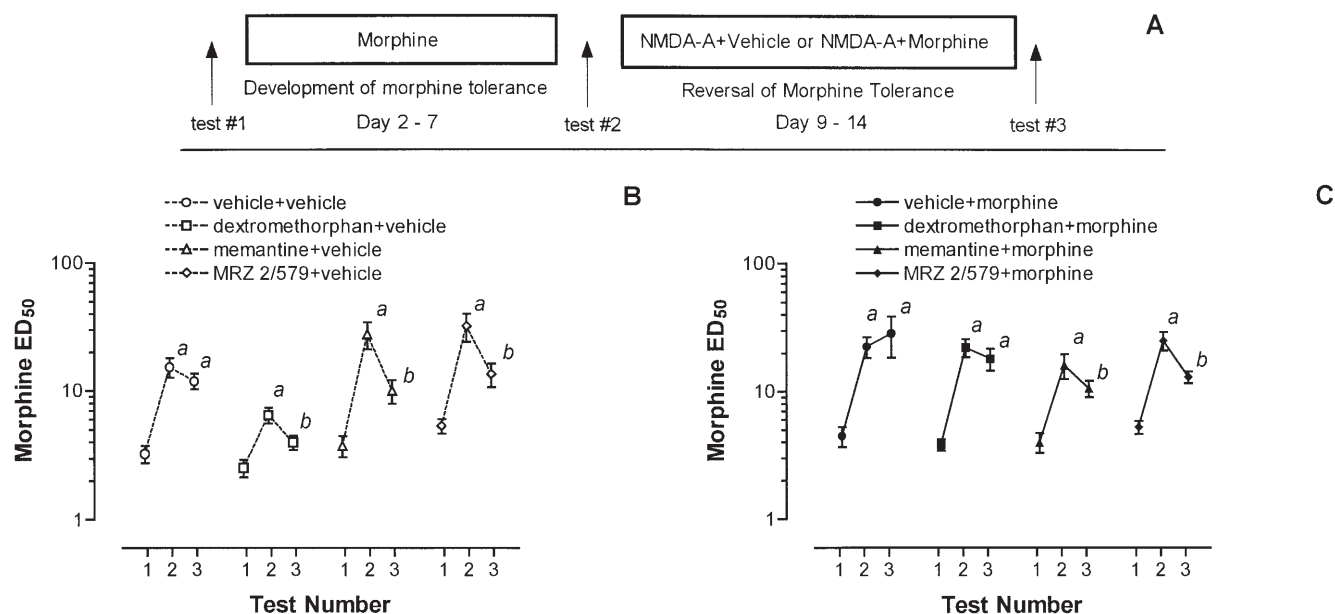 A
Morphine
NMDA-A+Vehicle or NMDA-A+Morphine
Development of morphine tolerance
Reversal of Morphine Tolerance
test #1
Day 2 - 7
test #2
Day 9 - 14
test #3
B
vehicle+vehicle
dextromethorphan+vehicle
memantine+vehicle
MRZ 2/579+vehicle
Morphine ED50
100
10
1
a
a
a
b
a
b
a
b
1 2 3 1 2 3 1 2 3 1 2 3
Test Number
C
vehicle+morphine
dextromethorphan+morphine
memantine+morphine
MRZ 2/579+morphine
Morphine ED50
100
10
1
a
a
a
a
a
b
a
b
1 2 3 1 2 3 1 2 3 1 2 3
Test Number